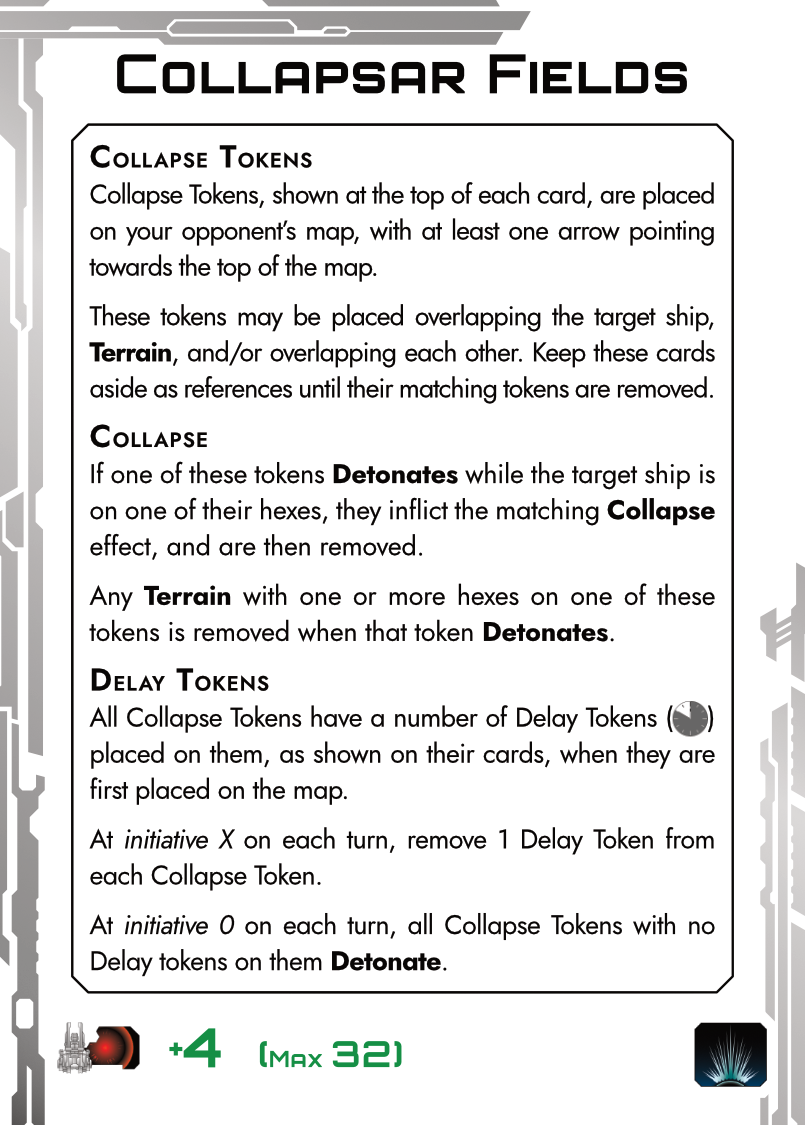 Collapsar Fields
Collapse Tokens
Collapse Tokens, shown at the top of each card, are placed
on your opponent's map, with at least one arrow pointing
towards the top of the map.
These tokens may be placed overlapping the target ship,
Terrain, and/or overlapping each other. Keep these cards
aside as references until their matching tokens are removed.
Collapse
If one of these tokens Detonates while the target ship is
on one of their hexes, they inflict the matching Collapse
effect, and are then removed.
Any Terrain with one or more hexes on one of these
tokens is removed when that token Detonates.
Delay Tokens
All Collapse Tokens have a number of Delay Tokens ( )
placed on them, as shown on their cards, when they are
first placed on the map.
At initiative X on each turn, remove 1 Delay Token from
each Collapse Token.
At initiative 0 on each turn, all Collapse Tokens with no
Delay tokens on them Detonate.
+4 (Max 32)